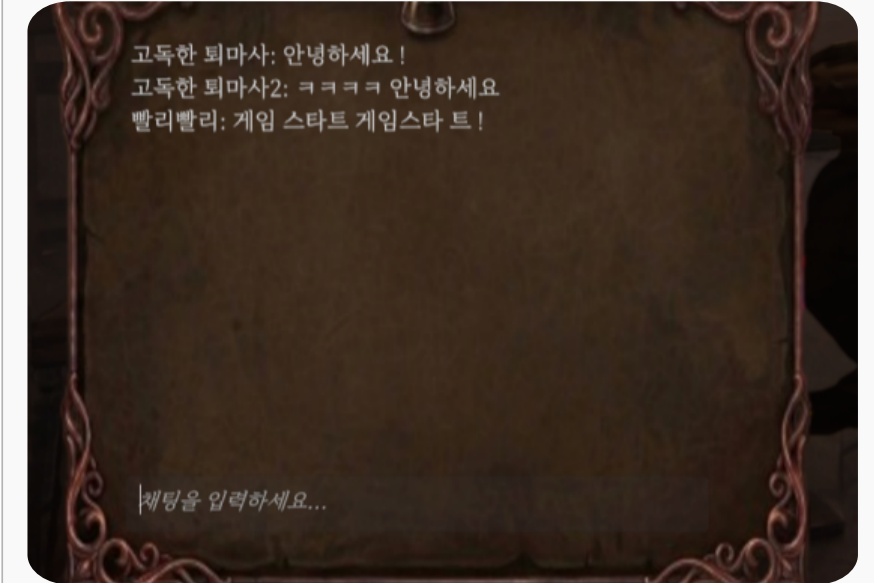 고독한 퇴마사: 안녕하세요 !
고독한 퇴마사2: ㅋㅋㅋㅋ 안녕하세요
빨리빨리: 게임 스타트 게임스타 트 !
채팅을 입력하세요...